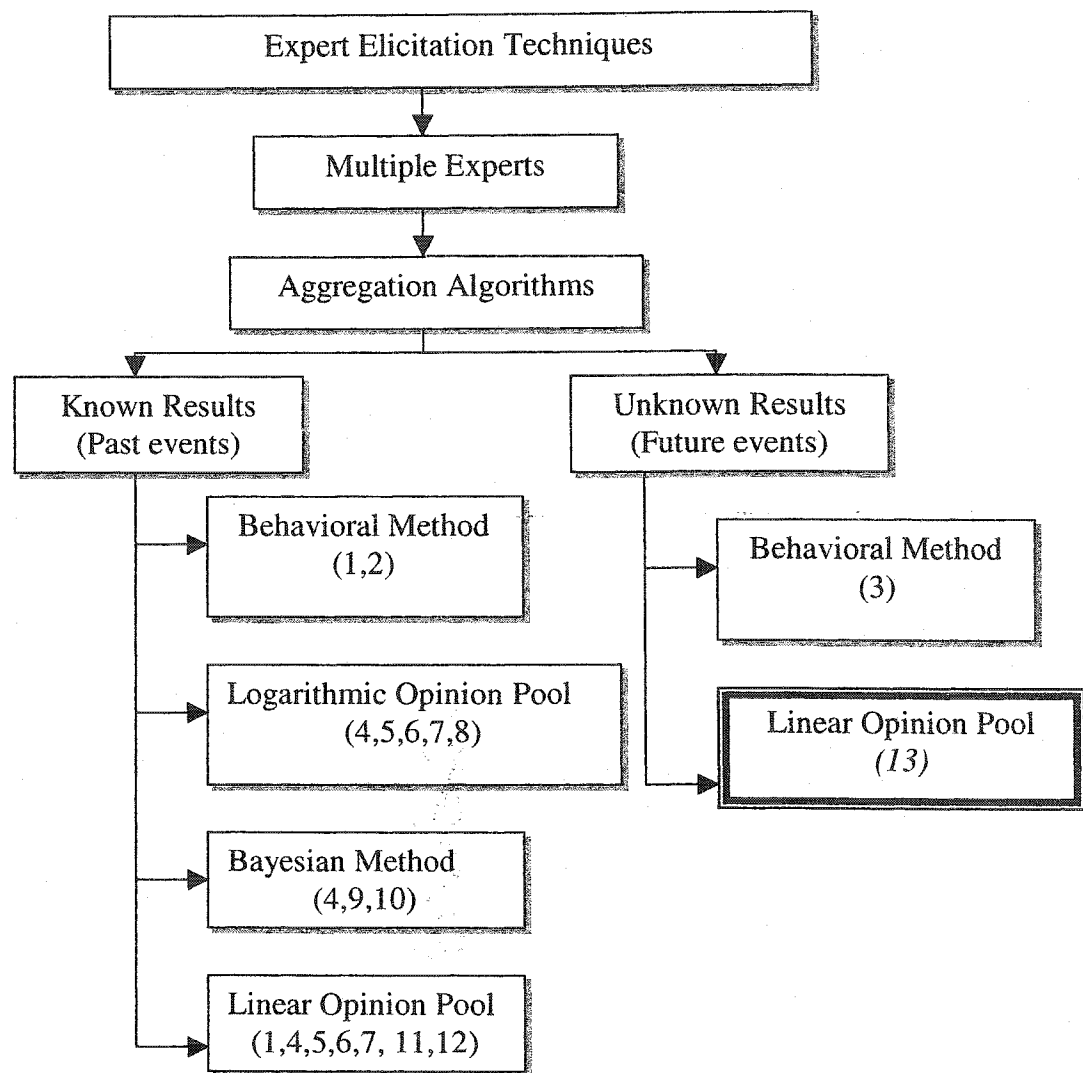 Expert Elicitation Techniques
Multiple Experts
Aggregation Algorithms
Known Results
(Past events)
Unknown Results
(Future events)
Behavioral Method
(1,2)
Logarithmic Opinion Pool
(4,5,6,7,8)
Bayesian Method
(4,9,10)
Linear Opinion Pool
(1,4,5,6,7, 11,12)
Behavioral Method
(3)
Linear Opinion Pool
(13)